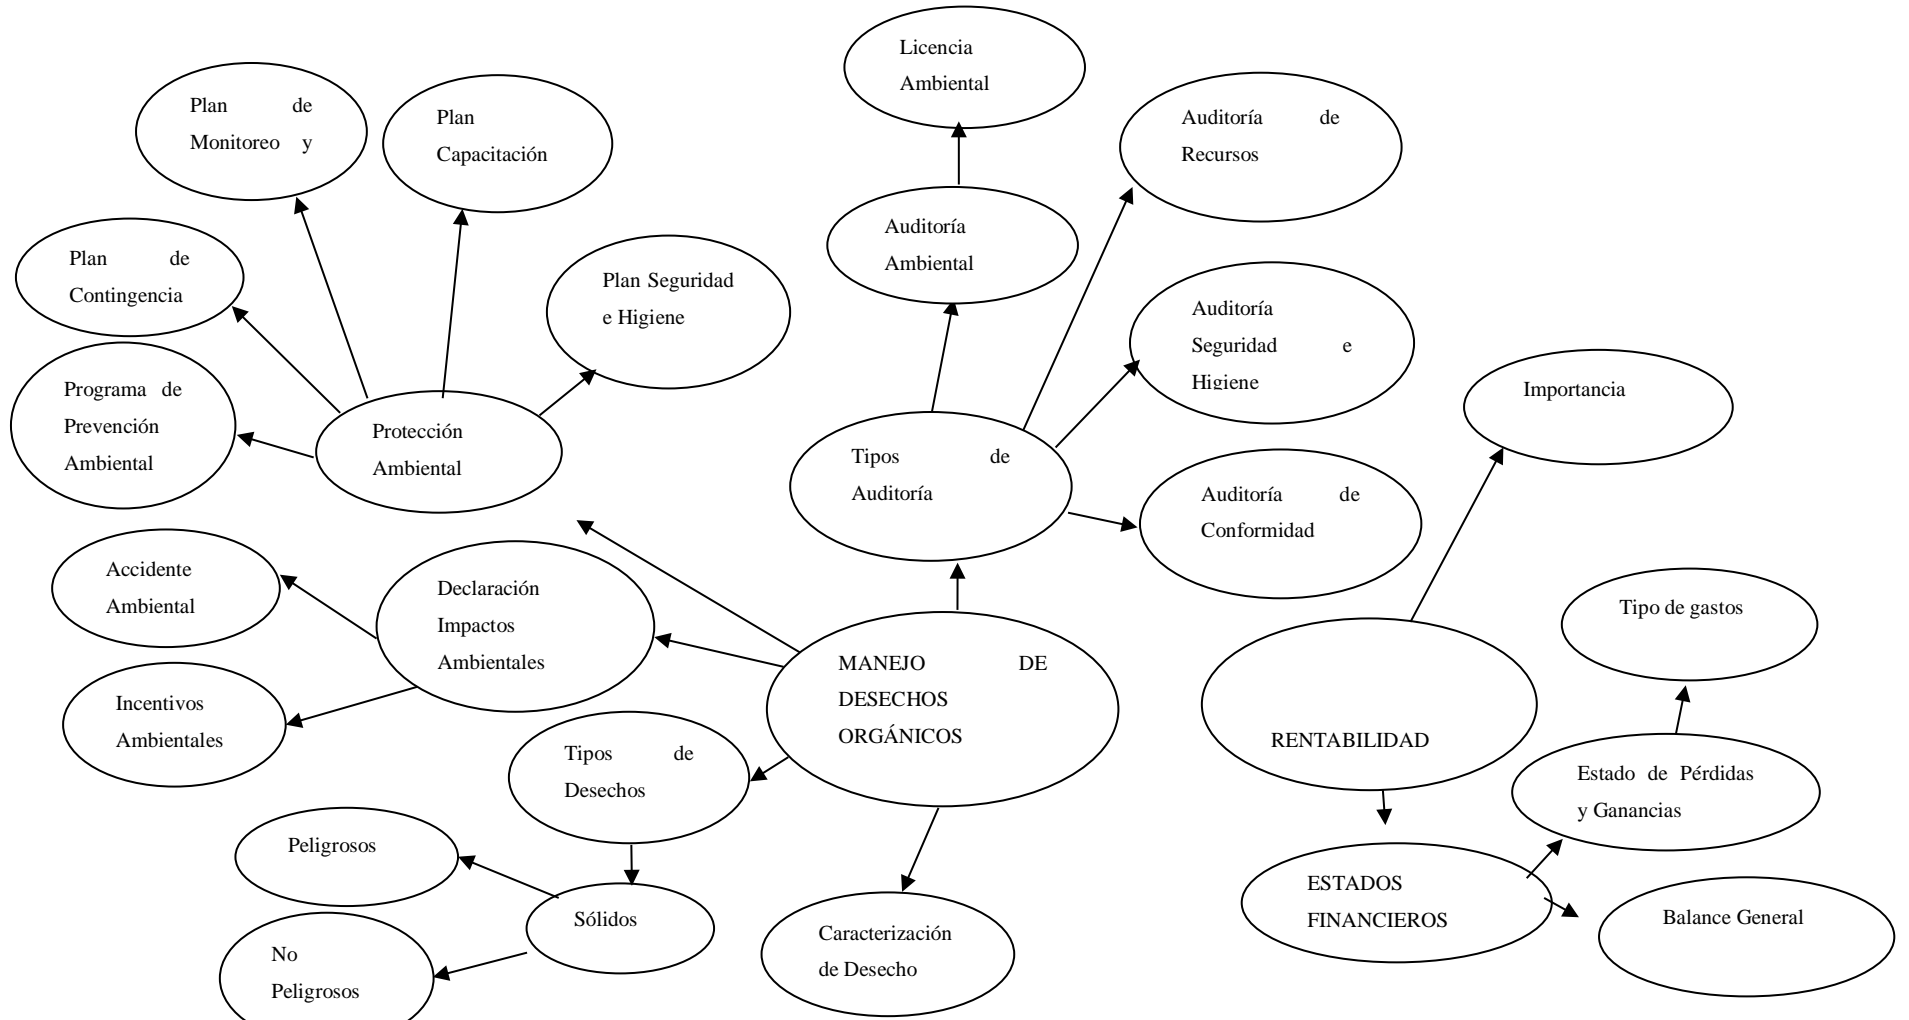 Licencia
Ambiental
Plan de
Monitoreo y
Plan
Capacitación
Auditoría de
Recursos
Auditoría
Ambiental
Plan de
Contingencia
Plan Seguridad
e Higiene
Auditoría
Seguridad e
Higiene
Programa de
Prevención
Ambiental
Protección
Ambiental
Tipos de
Auditoría
Importancia
Auditoría de
Conformidad
Accidente
Ambiental
Declaración
Impactos
Ambientales
Tipo de gastos
MANEJO DE
DESECHOS
ORGÁNICOS
Incentivos
Ambientales
Tipos de
Desechos
RENTABILIDAD
Estado de Pérdidas
y Ganancias
Peligrosos
Sólidos
ESTADOS
FINANCIEROS
Balance General
No
Peligrosos
Caracterización
de Desecho